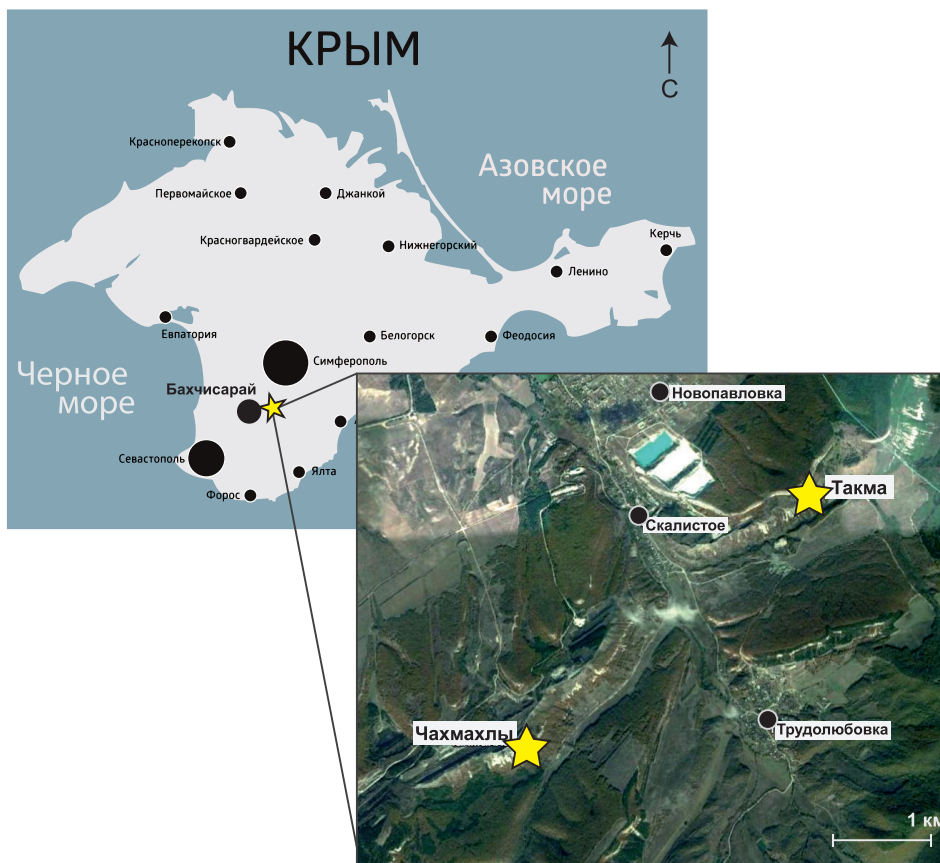 КРЫМ
С
Красноперекопск
Азовское
море
Первомайское
Джанкой
Керчь
Красногвардейское
Нижнегорский
Ленино
Евпатория
Белогорск
Феодосия
Симферополь
Черное
море
Бахчисарай
Новопавловка
Севастополь
Ялта
Такма
Форос
Скалистое
Чахмахлы
Трудолюбовка
1 км